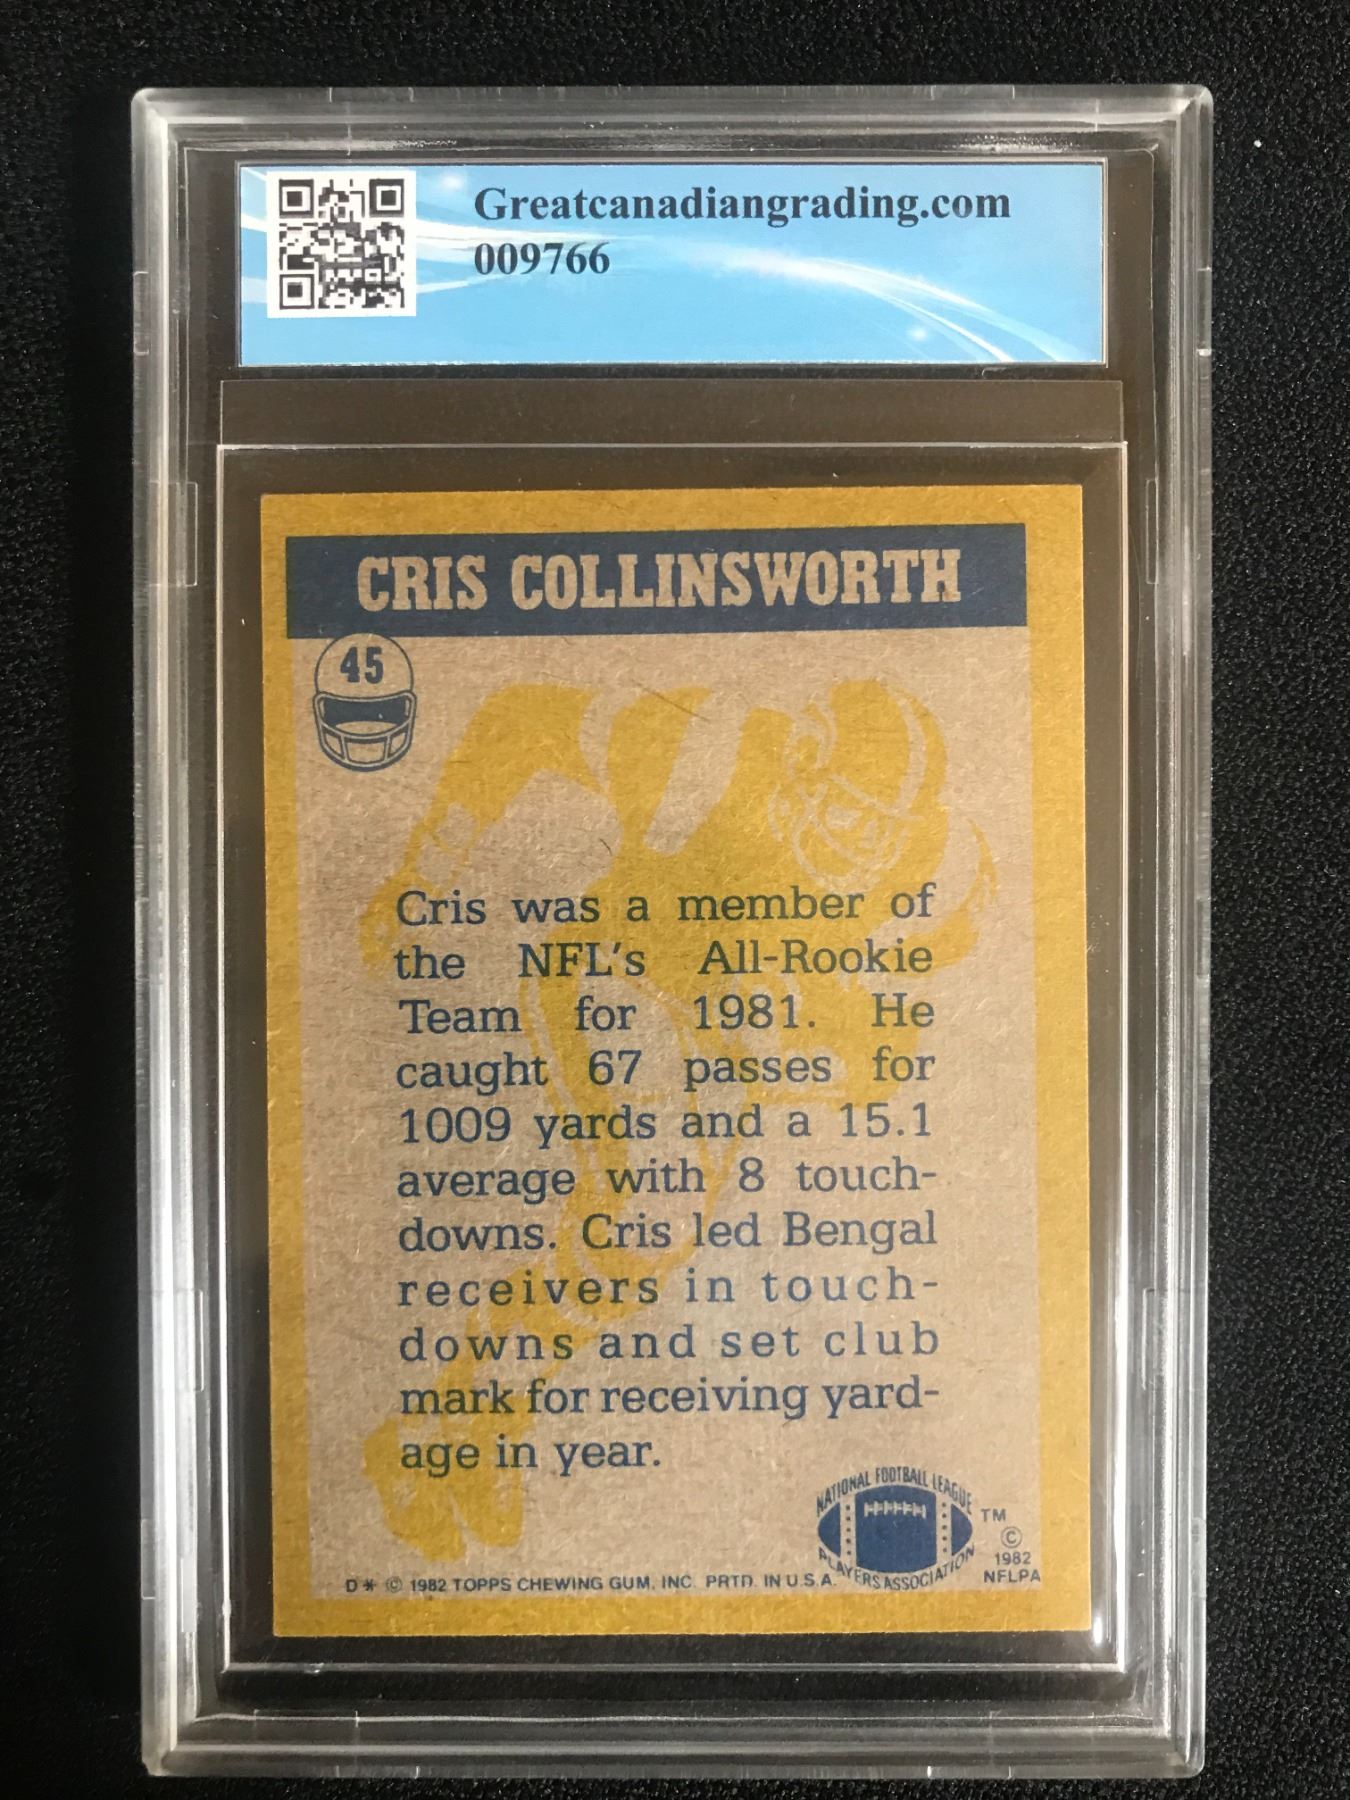 Greatcanadiangrading.com
009766
CRIS COLLINSWORTH
45
Cris was a member of
the NFL's All-Rookie
Team for 1981. He
caught 67 passes for
1009 yards and a 15.1
average with 8 touch-
downs. Cris led Bengal
receivers in touch-
downs and set club
mark for receiving yard-
age in year.
NATIONAL FOOTBALL LEAGUE
PLAYERS ASSOCIATION
TM
©
1982
NFLPA
D * © 1982 TOPPS CHEWING GUM, INC. PRTD. IN U.S.A.